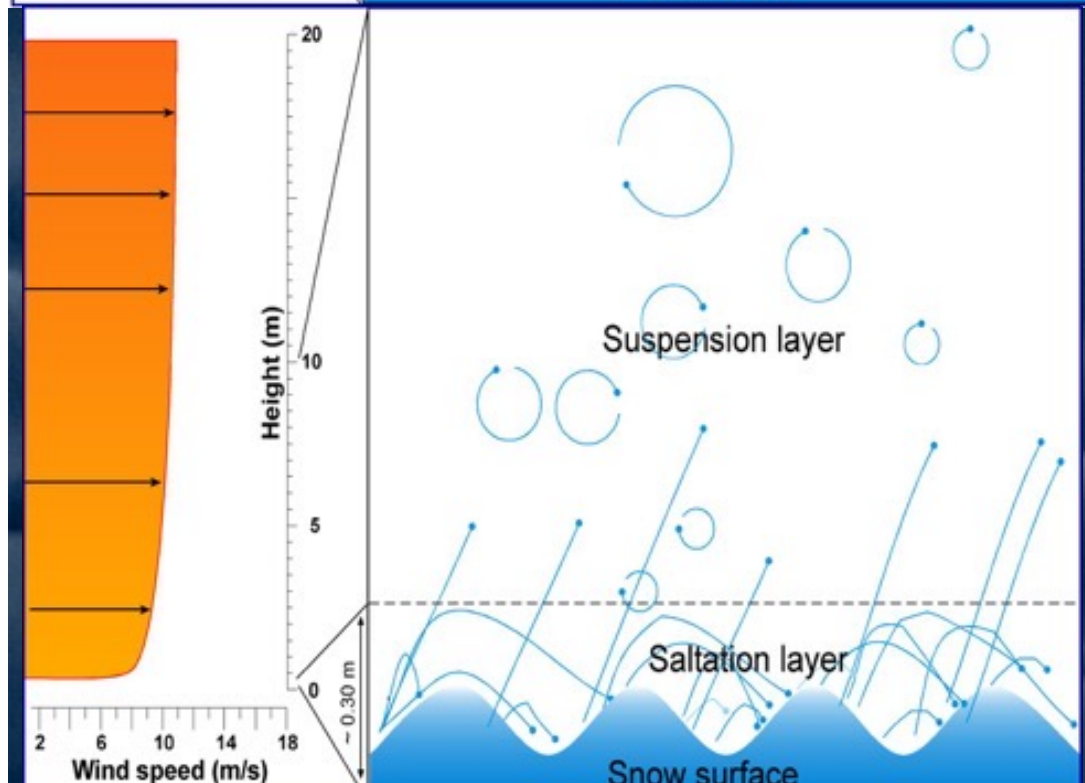 20
10
5
0
Height (m)
~ 0.30 m
2 6 10 14 18
Wind speed (m/s)
Suspension layer
Saltation layer
Snow surface